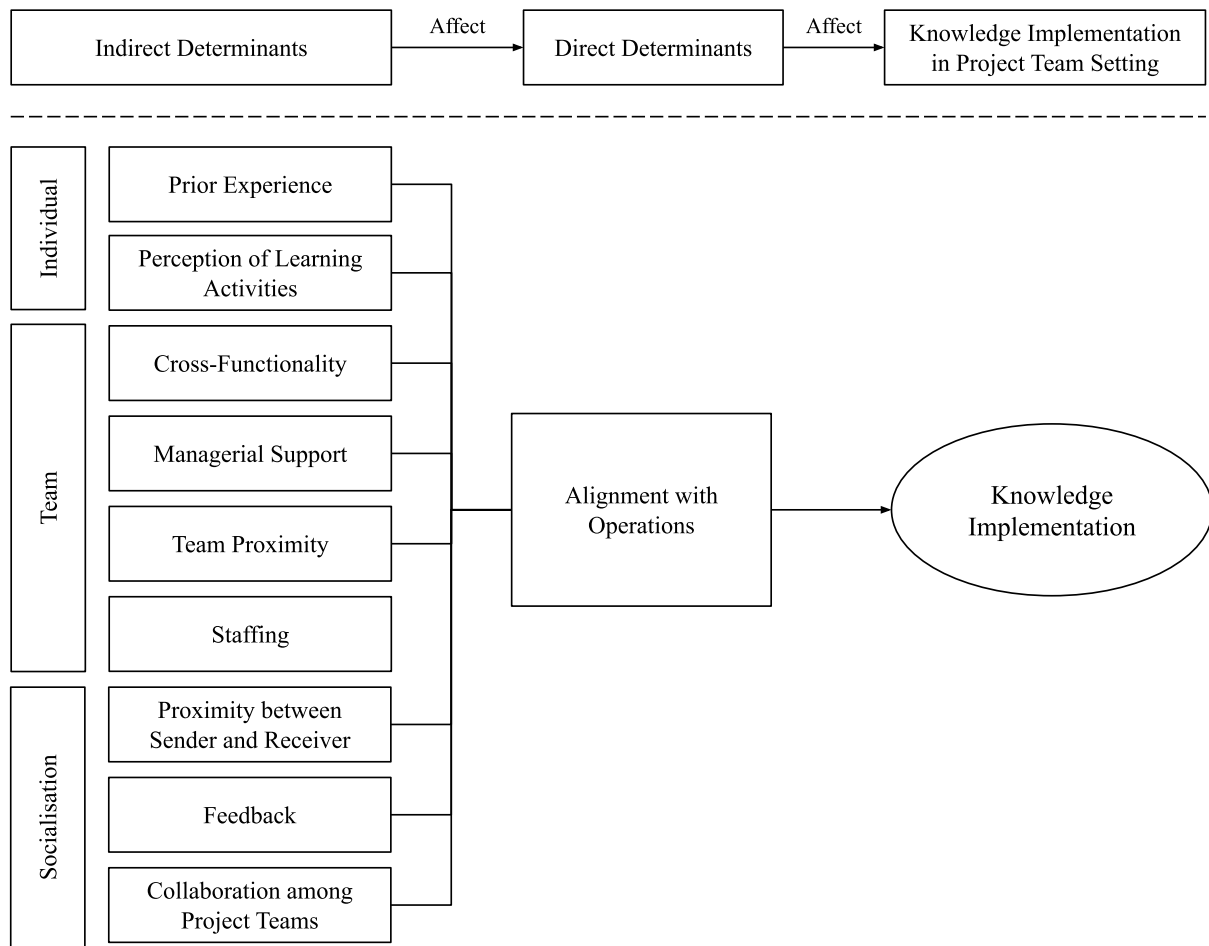 Indirect Determinants
Affect
Direct Determinants
Affect
Knowledge Implementation
in Project Team Setting
Individual
Prior Experience
Perception of Learning
Activities
Team
Cross-Functionality
Managerial Support
Team Proximity
Staffing
Alignment with
Operations
Knowledge
Implementation
Socialisation
Proximity between
Sender and Receiver
Feedback
Collaboration among
Project Teams